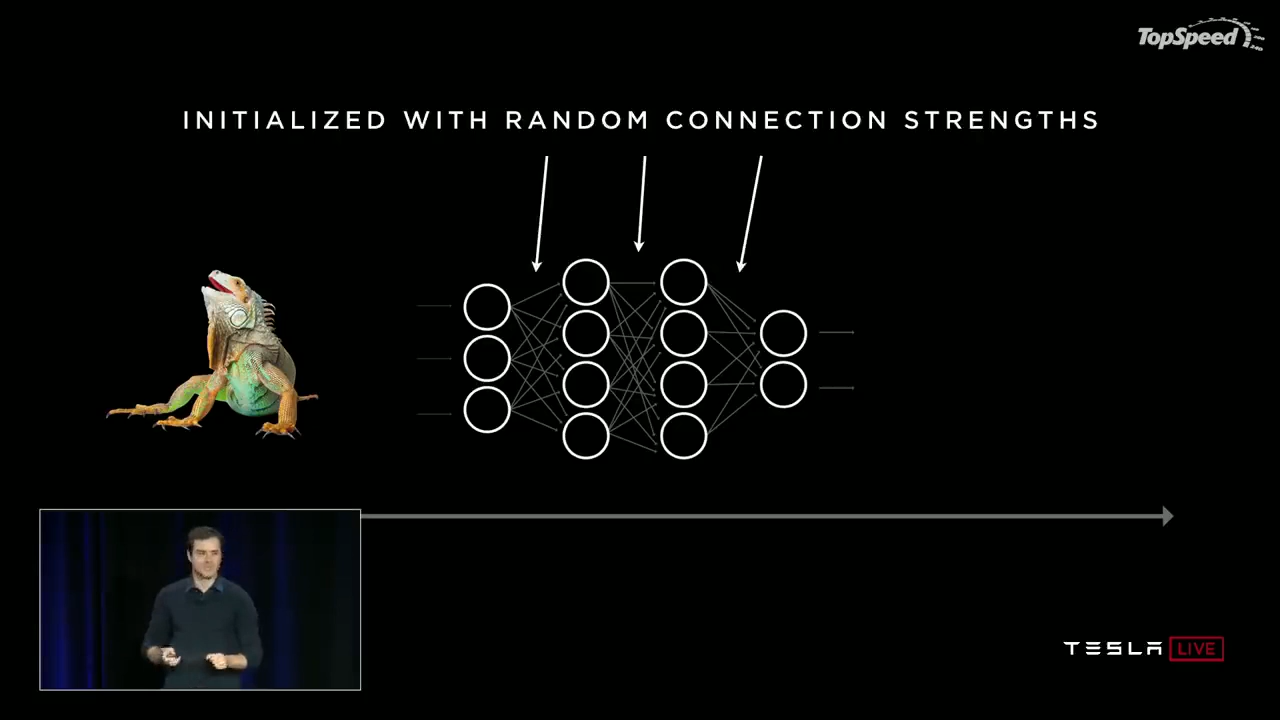 TopSpeed
INITIALIZED WITH RANDOM CONNECTION STRENGTHS
TESLA LIVE